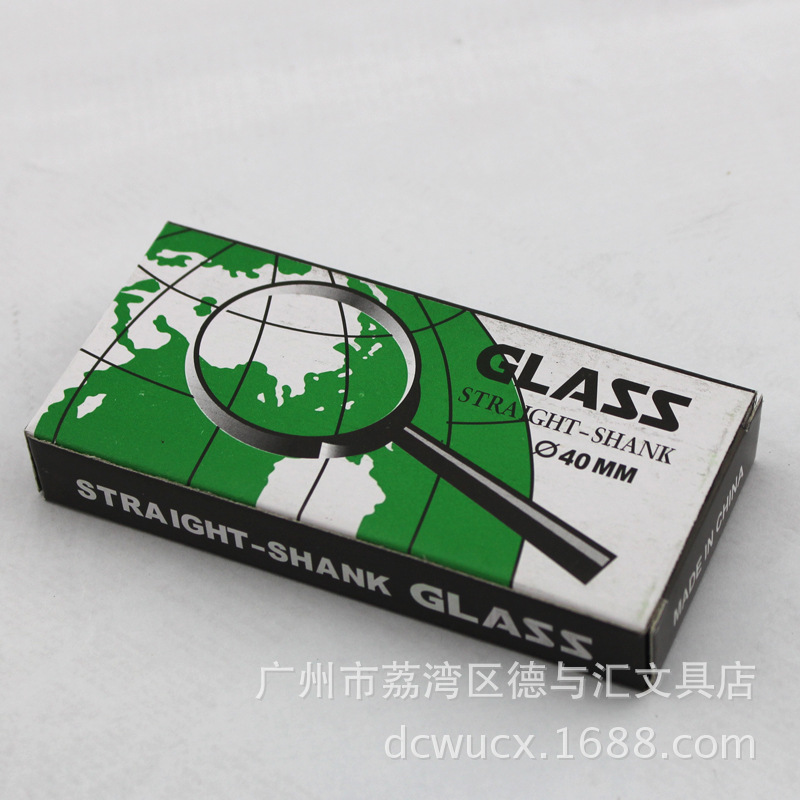 GLASS
STRAIGHT-SHANK
Ø40MM
STRAIGHT-SHANK GLASS
MADE IN CHINA
广州市荔湾区德与汇文具店
dcwucx.1688.com